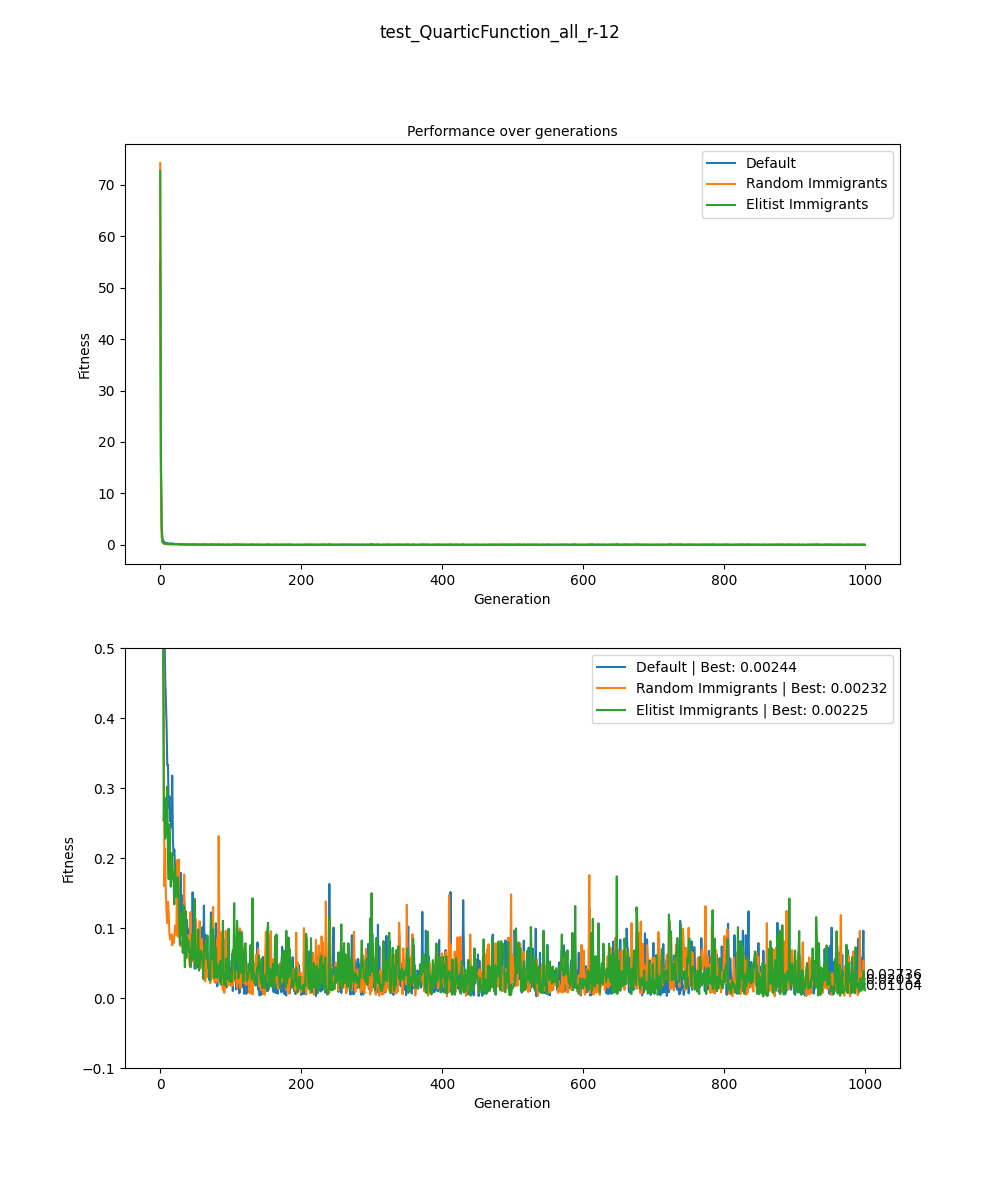 test_QuarticFunction_all_r-12
Performance over generations
Default
Random Immigrants
Elitist Immigrants
70
60
50
40
30
20
10
0
Fitness
0 200 400 600 800 1000
Generation
Default | Best: 0.00244
Random Immigrants | Best: 0.00232
Elitist Immigrants | Best: 0.00225
0.5
0.4
0.3
0.2
0.1
0.0
−0.1
Fitness
0.02736
0.01104
0 200 400 600 800 1000
Generation